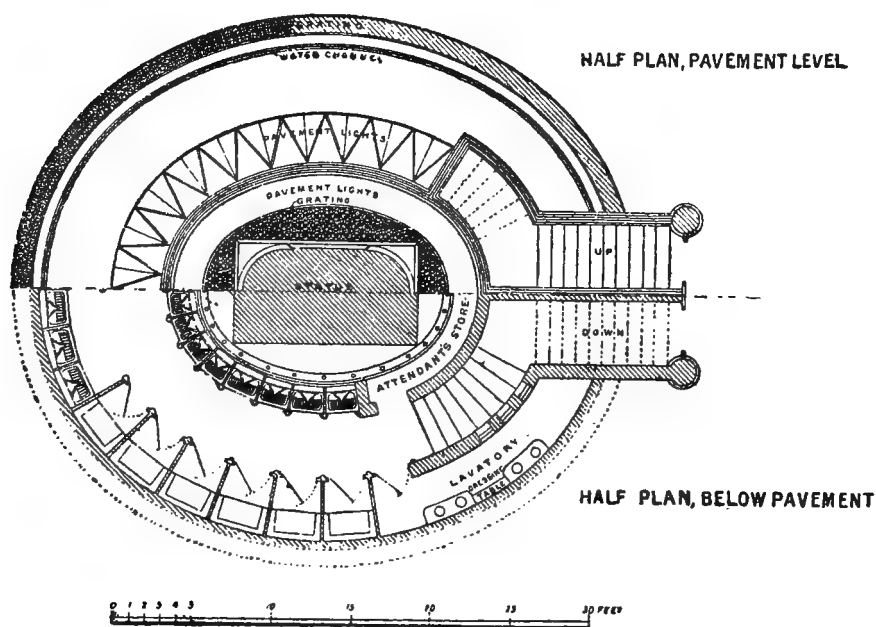 GRATING
WATER CHANNEL
HALF PLAN, PAVEMENT LEVEL
PAVEMENT LIGHTS
PAVEMENT LIGHTS
GRATING
UP
STATUE
DOWN
ATTENDANTS STORE
LAVATORY
DRESSING
TABLE
HALF PLAN, BELOW PAVEMENT
0 1 2 3 4 5 10 15 20 25 30 FEET